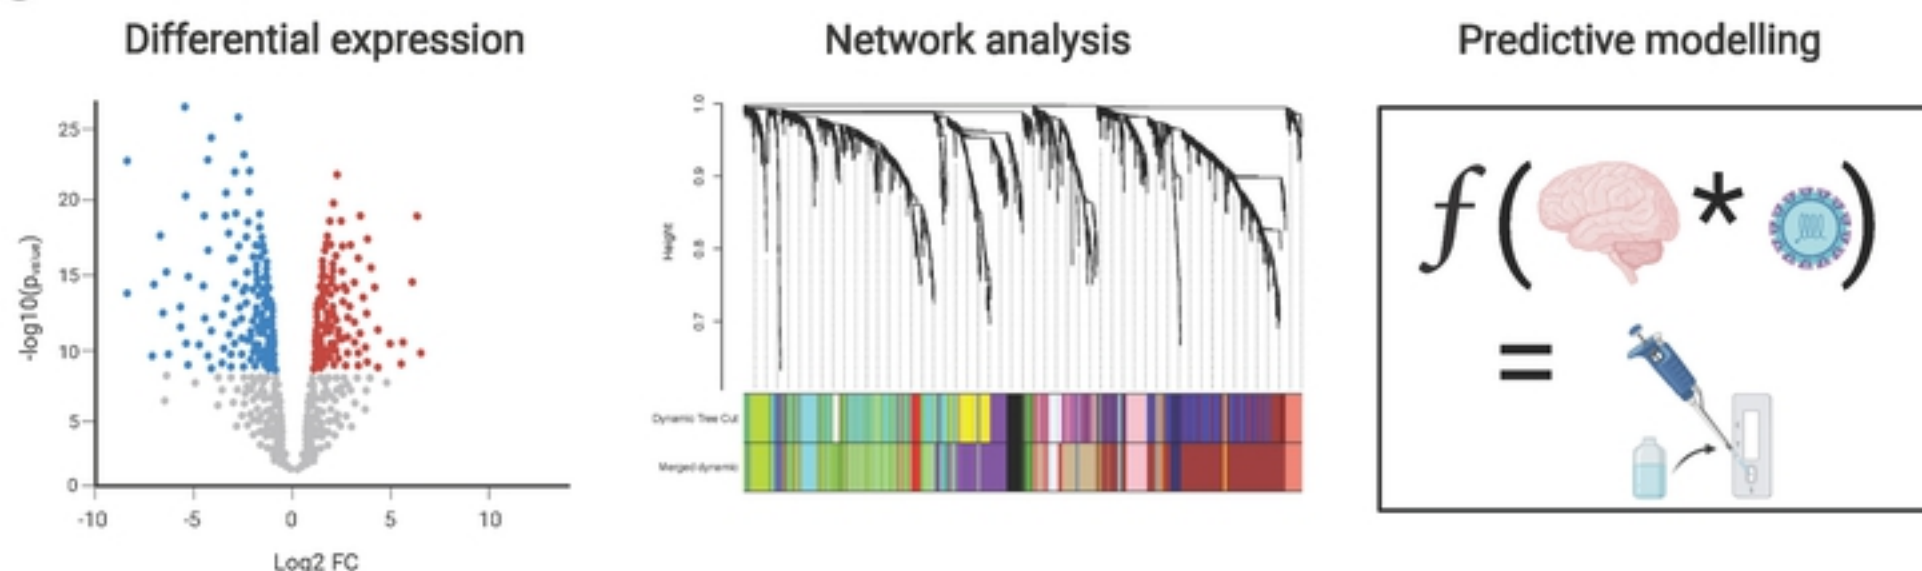 Differential expression
Network analysis
Predictive modelling
25
20
15
10
5
0
-log10(pvalue)
-10
-5
0
5
10
Log2 FC
1.0
0.9
0.8
0.7
Height
Dynamic Tree Cut
Merged dynamic
f ( * )
=